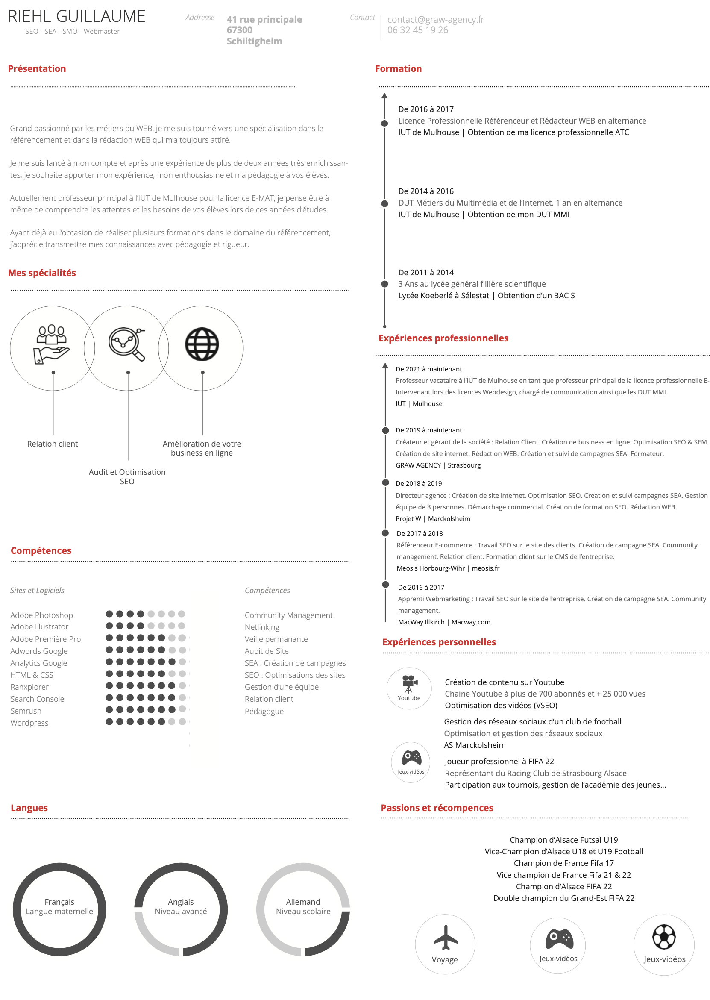 RIEHL GUILLAUME
SEO - SEA - SMO - Webmaster
Addresse
41 rue principale
67300
Schiltigheim
Contact
contact@graw-agency.fr
06 32 45 19 26
Présentation
Grand passionné par les métiers du WEB, je me suis tourné vers une spécialisation dans le
référencement et dans la rédaction WEB qui m’a toujours attiré.
Je me suis lancé à mon compte et après une expérience de plus de deux années très enrichissan-
tes, je souhaite apporter mon expérience, mon enthousiasme et ma pédagogie à vos élèves.
Actuellement professeur principal à l’IUT de Mulhouse pour la licence E-MAT, je pense être à
même de comprendre les attentes et les besoins de vos élèves lors de ces années d’études.
Ayant déjà eu l’occasion de réaliser plusieurs formations dans le domaine du référencement,
j’apprécie transmettre mes connaissances avec pédagogie et rigueur.
Mes spécialités
Relation client
Audit et Optimisation
SEO
Amélioration de votre
business en ligne
Compétences
Sites et Logiciels
Adobe Photoshop
Adobe Illustrator
Adobe Première Pro
Adwords Google
Analytics Google
HTML & CSS
Ranxplorer
Search Console
Semrush
Wordpress
Compétences
Community Management
Netlinking
Veille permanante
Audit de Site
SEA : Création de campagnes
SEO : Optimisations des sites
Gestion d’une équipe
Relation client
Pédagogue
Langues
Français
Langue maternelle
Anglais
Niveau avancé
Allemand
Niveau scolaire
Formation
De 2016 à 2017
Licence Professionnelle Référenceur et Rédacteur WEB en alternance
IUT de Mulhouse | Obtention de ma licence professionnelle ATC
De 2014 à 2016
DUT Métiers du Multimédia et de l’Internet. 1 an en alternance
IUT de Mulhouse | Obtention de mon DUT MMI
De 2011 à 2014
3 Ans au lycée général fillière scientifique
Lycée Koeberlé à Sélestat | Obtention d’un BAC S
Expériences professionnelles
De 2021 à maintenant
Professeur vacataire à l’IUT de Mulhouse en tant que professeur principal de la licence professionnelle E-
Intervenant lors des licences Webdesign, chargé de communication ainsi que les DUT MMI.
IUT | Mulhouse
De 2019 à maintenant
Créateur et gérant de la société : Relation Client. Création de business en ligne. Optimisation SEO & SEM.
Création de site internet. Rédaction WEB. Création et suivi de campagnes SEA. Formateur.
GRAW AGENCY | Strasbourg
De 2018 à 2019
Directeur agence : Création de site internet. Optimisation SEO. Création et suivi campagnes SEA. Gestion
équipe de 3 personnes. Démarchage commercial. Création de formation SEO. Rédaction WEB.
Projet W | Marckolsheim
De 2017 à 2018
Référenceur E-commerce : Travail SEO sur le site des clients. Création de campagne SEA. Community
management. Relation client. Formation client sur le CMS de l’entreprise.
Meosis Horbourg-Wihr | meosis.fr
De 2016 à 2017
Apprenti Webmarketing : Travail SEO sur le site de l’entreprise. Création de campagne SEA. Community
management.
MacWay Illkirch | Macway.com
Expériences personnelles
Youtube
Création de contenu sur Youtube
Chaine Youtube à plus de 700 abonnés et + 25 000 vues
Optimisation des vidéos (VSEO)
Gestion des réseaux sociaux d’un club de football
Optimisation et gestion des réseaux sociaux
AS Marckolsheim
Jeux-vidéos
Joueur professionnel à FIFA 22
Représentant du Racing Club de Strasbourg Alsace
Participation aux tournois, gestion de l’académie des jeunes...
Passions et récompences
Champion d’Alsace Futsal U19
Vice-Champion d’Alsace U18 et U19 Football
Champion de France Fifa 17
Vice champion de France Fifa 21 & 22
Champion d’Alsace FIFA 22
Double champion du Grand-Est FIFA 22
Voyage
Jeux-vidéos
Jeux-vidéos